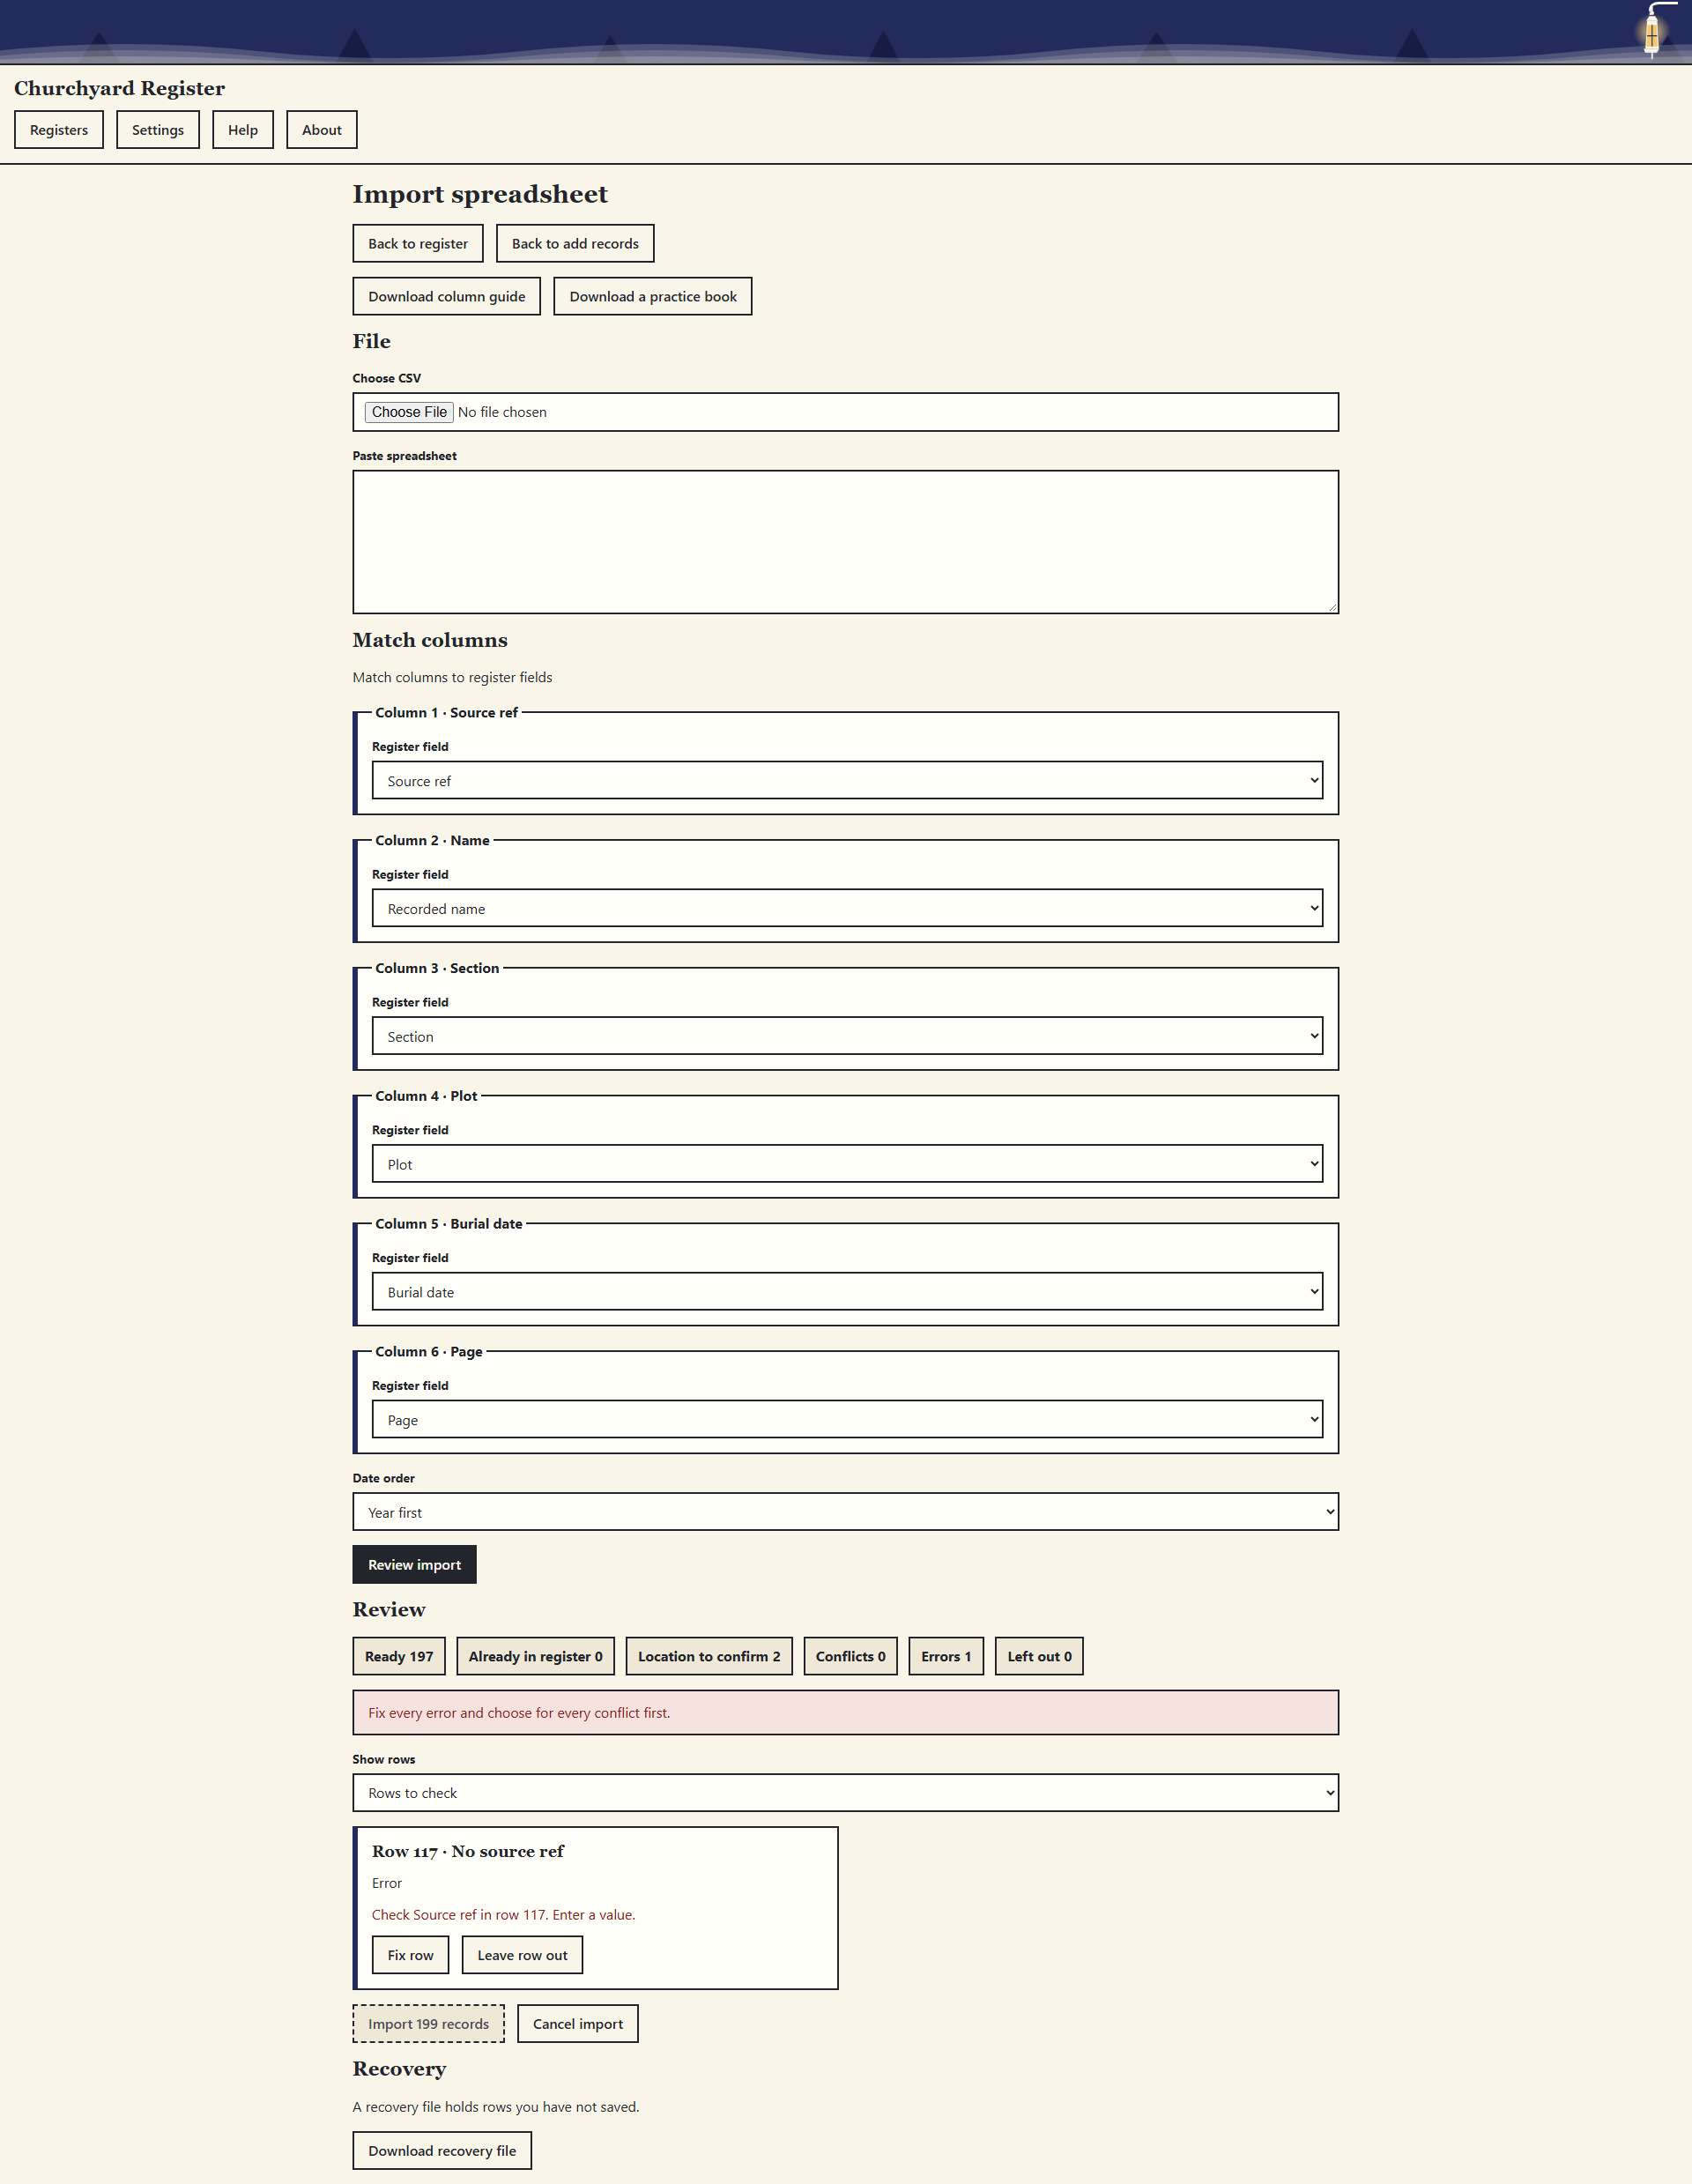 Churchyard Register
Registers Settings Help About
Import spreadsheet
Back to register Back to add records
Download column guide Download a practice book
File
Choose CSV
Choose File No file chosen
Paste spreadsheet
Match columns
Match columns to register fields
Column 1 · Source ref
Register field
Source ref
Column 2 · Name
Register field
Recorded name
Column 3 · Section
Register field
Section
Column 4 · Plot
Register field
Plot
Column 5 · Burial date
Register field
Burial date
Column 6 · Page
Register field
Page
Date order
Year first
Review import
Review
Ready 197 Already in register 0 Location to confirm 2 Conflicts 0 Errors 1 Left out 0
Fix every error and choose for every conflict first.
Show rows
Rows to check
Row 117 · No source ref
Error
Check Source ref in row 117. Enter a value.
Fix row Leave row out
Import 199 records Cancel import
Recovery
A recovery file holds rows you have not saved.
Download recovery file